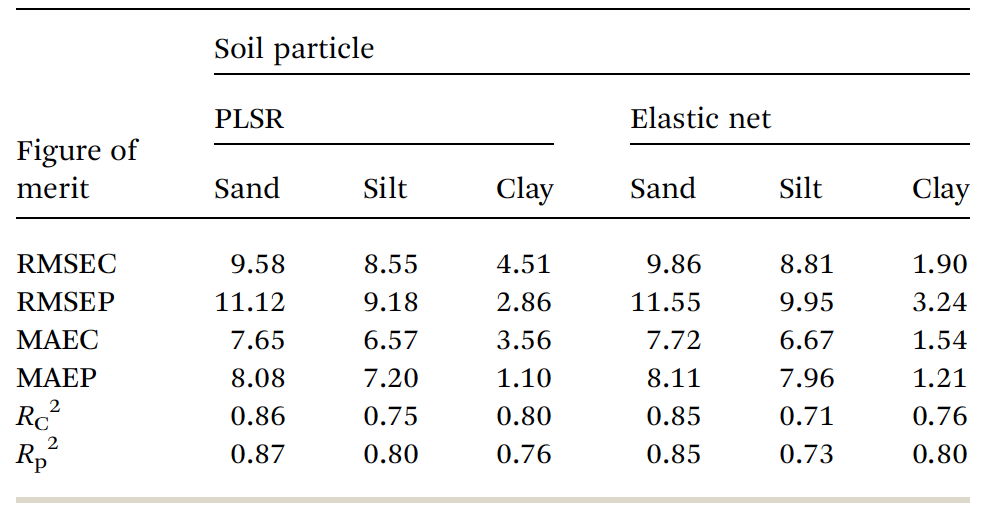 Soil particle
PLSR Elastic net
Figure of
merit Sand Silt Clay Sand Silt Clay
RMSEC 9.58 8.55 4.51 9.86 8.81 1.90
RMSEP 11.12 9.18 2.86 11.55 9.95 3.24
MAEC 7.65 6.57 3.56 7.72 6.67 1.54
MAEP 8.08 7.20 1.10 8.11 7.96 1.21
R_C^2 0.86 0.75 0.80 0.85 0.71 0.76
R_p^2 0.87 0.80 0.76 0.85 0.73 0.80